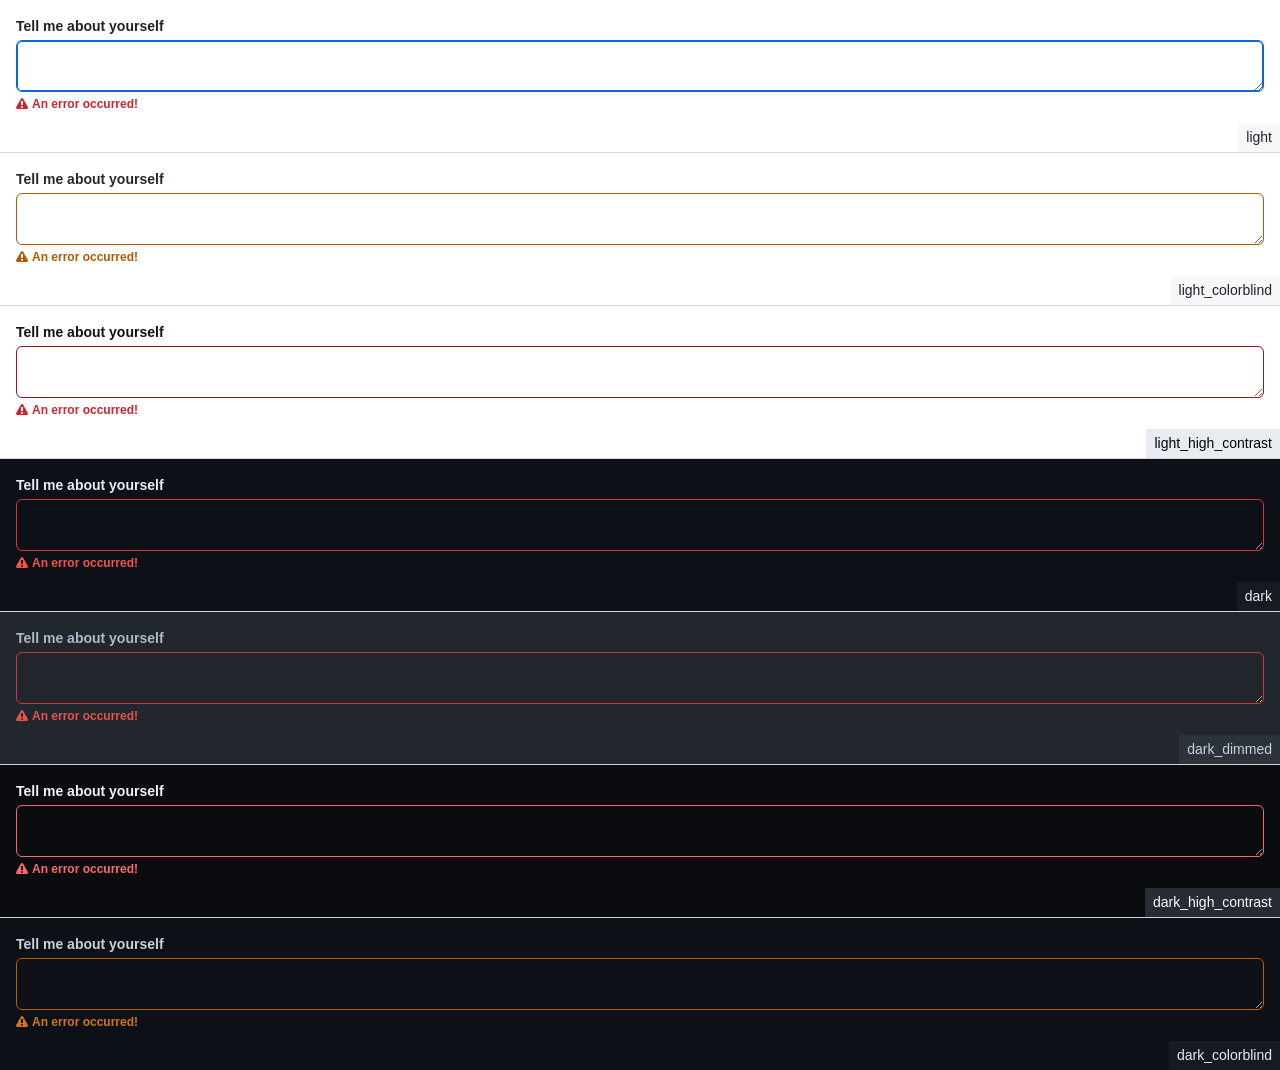 Tell me about yourself
An error occurred!
light
Tell me about yourself
An error occurred!
light_colorblind
Tell me about yourself
An error occurred!
light_high_contrast
Tell me about yourself
An error occurred!
dark
Tell me about yourself
An error occurred!
dark_dimmed
Tell me about yourself
An error occurred!
dark_high_contrast
Tell me about yourself
An error occurred!
dark_colorblind